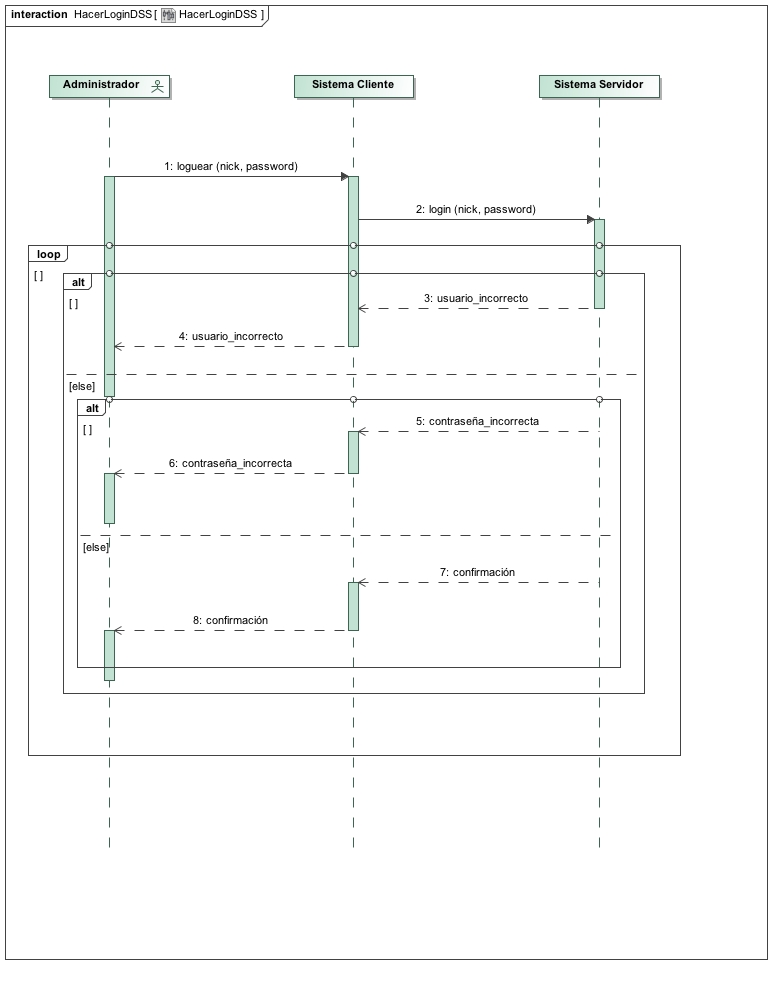 interaction HacerLoginDSS [ HacerLoginDSS ]
Administrador
Sistema Cliente
Sistema Servidor
1: loguear (nick, password)
2: login (nick, password)
loop
[ ]
alt
[ ]
3: usuario_incorrecto
4: usuario_incorrecto
[else]
alt
[ ]
5: contraseña_incorrecta
6: contraseña_incorrecta
[else]
7: confirmación
8: confirmación